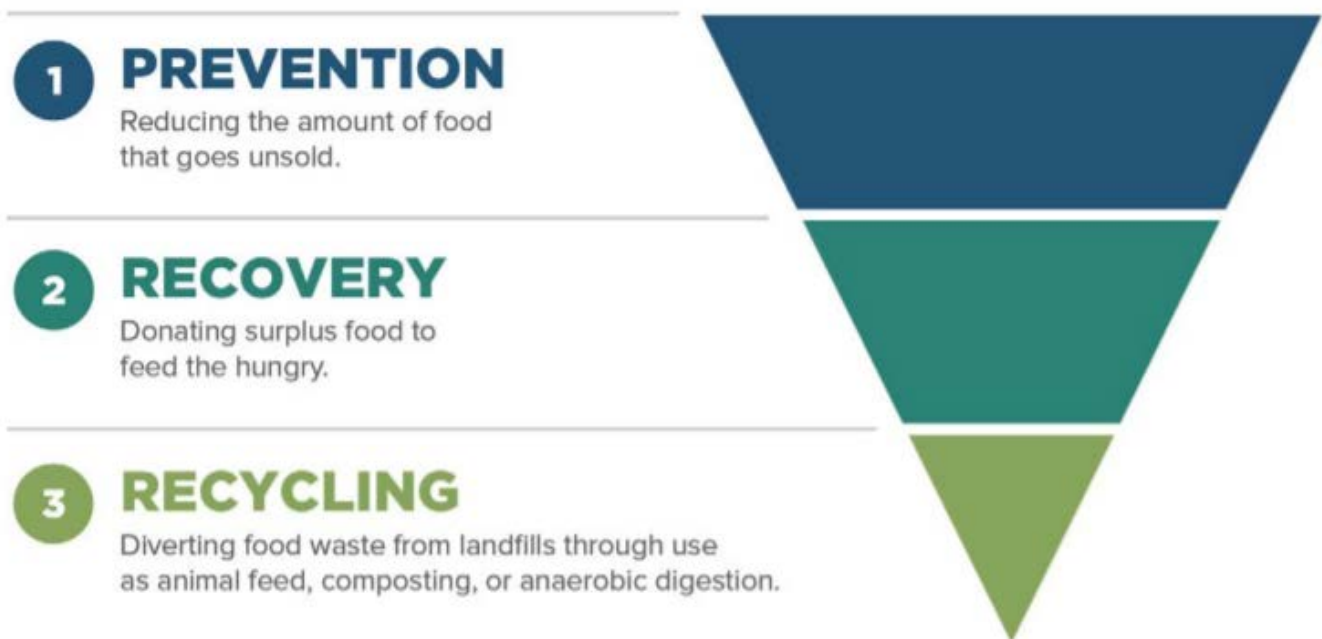 1
PREVENTION
Reducing the amount of food
that goes unsold.
2
RECOVERY
Donating surplus food to
feed the hungry.
3
RECYCLING
Diverting food waste from landfills through use
as animal feed, composting, or anaerobic digestion.